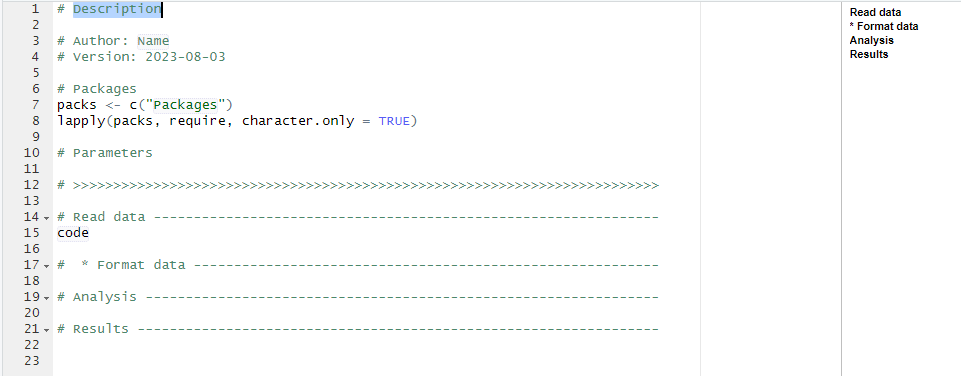 1 # Description
2
3 # Author: Name
4 # Version: 2023-08-03
5
6 # Packages
7 packs <- c("Packages")
8 lapply(packs, require, character.only = TRUE)
9
10 # Parameters
11
12 # >>>>>>>>>>>>>>>>>>>>>>>>>>>>>>>>>>>>>>>>>>>>>>>>>>>>>>>>>>>>>>>>>>>>>>>>>
13
14 # Read data ---------------------------------------------------------------
15 code
16
17 #  * Format data ----------------------------------------------------------
18
19 # Analysis ----------------------------------------------------------------
20
21 # Results -----------------------------------------------------------------
22
23
Read data
* Format data
Analysis
Results